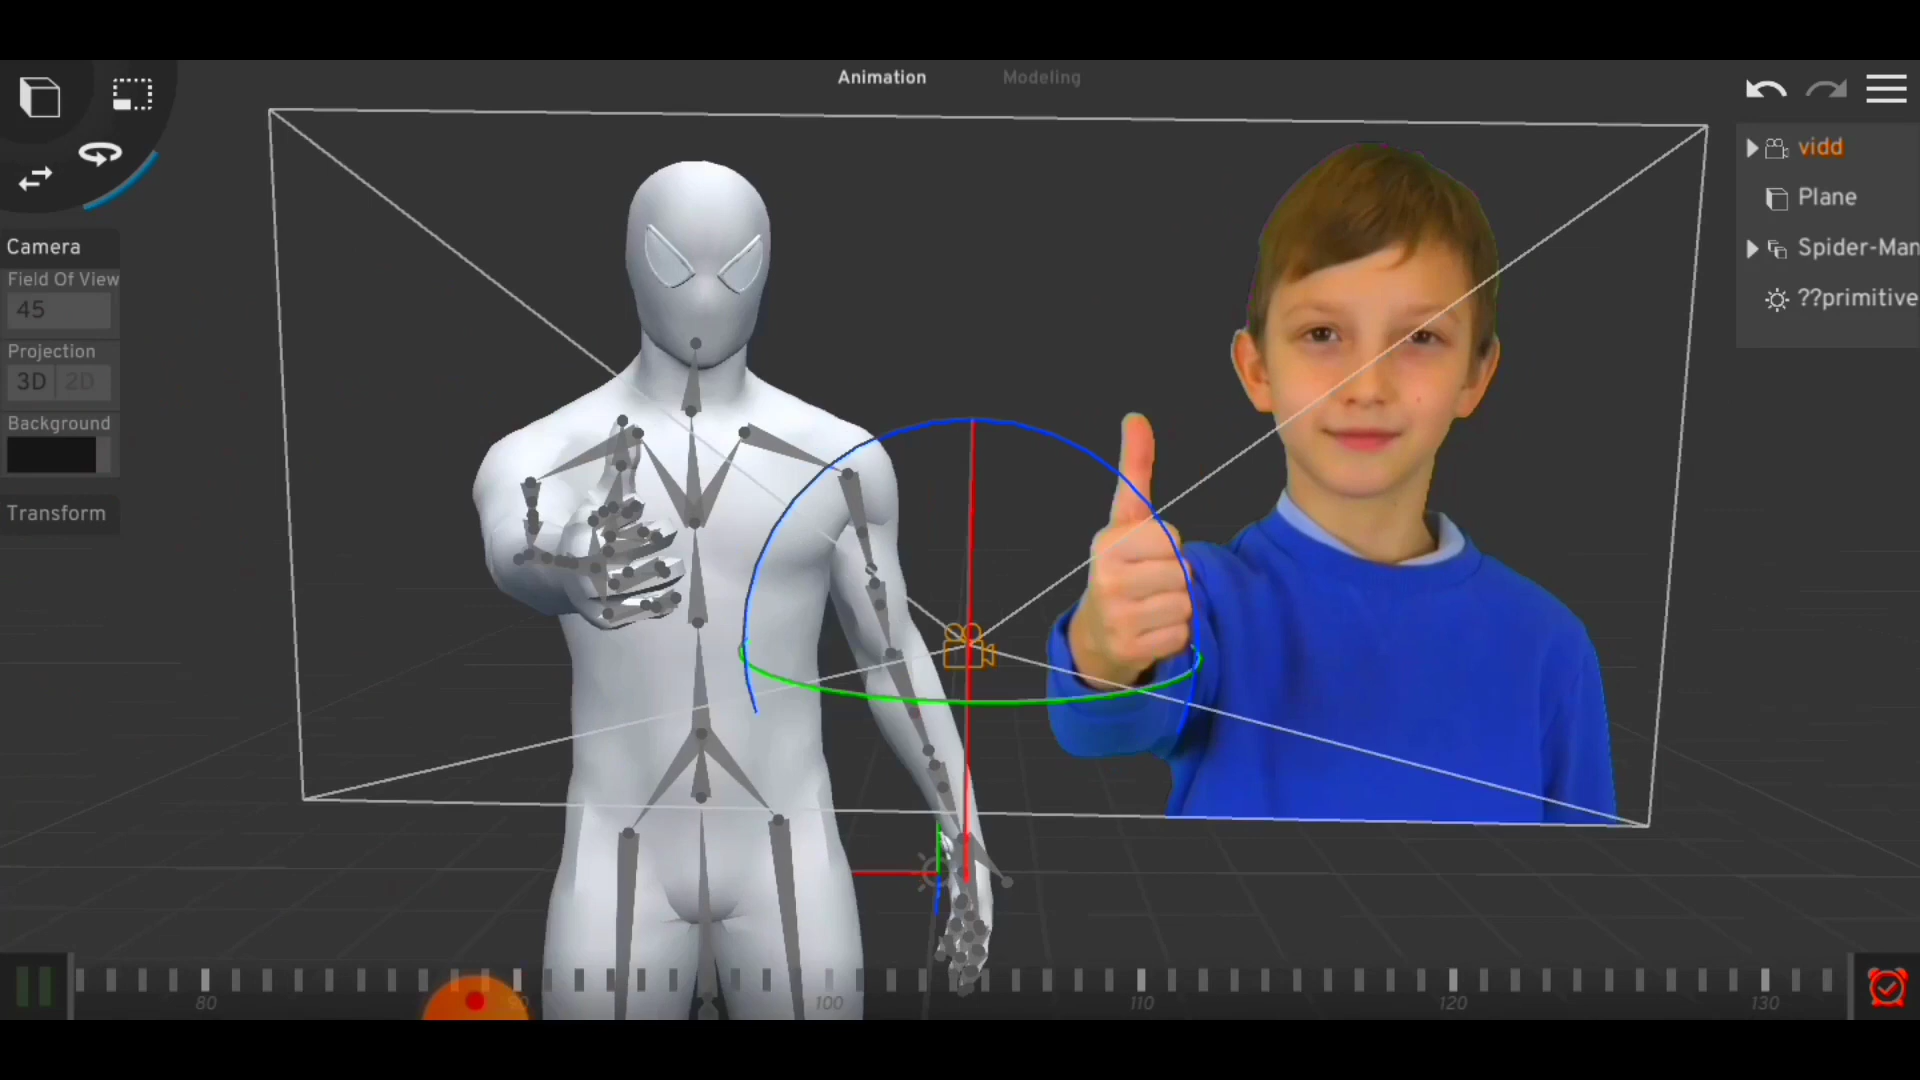 Animation
Modeling
Camera
Field Of View
45
Projection
3D 2D
Background
Transform
vidd
Plane
Spider-Man
??primitive
80
90
100
110
120
130